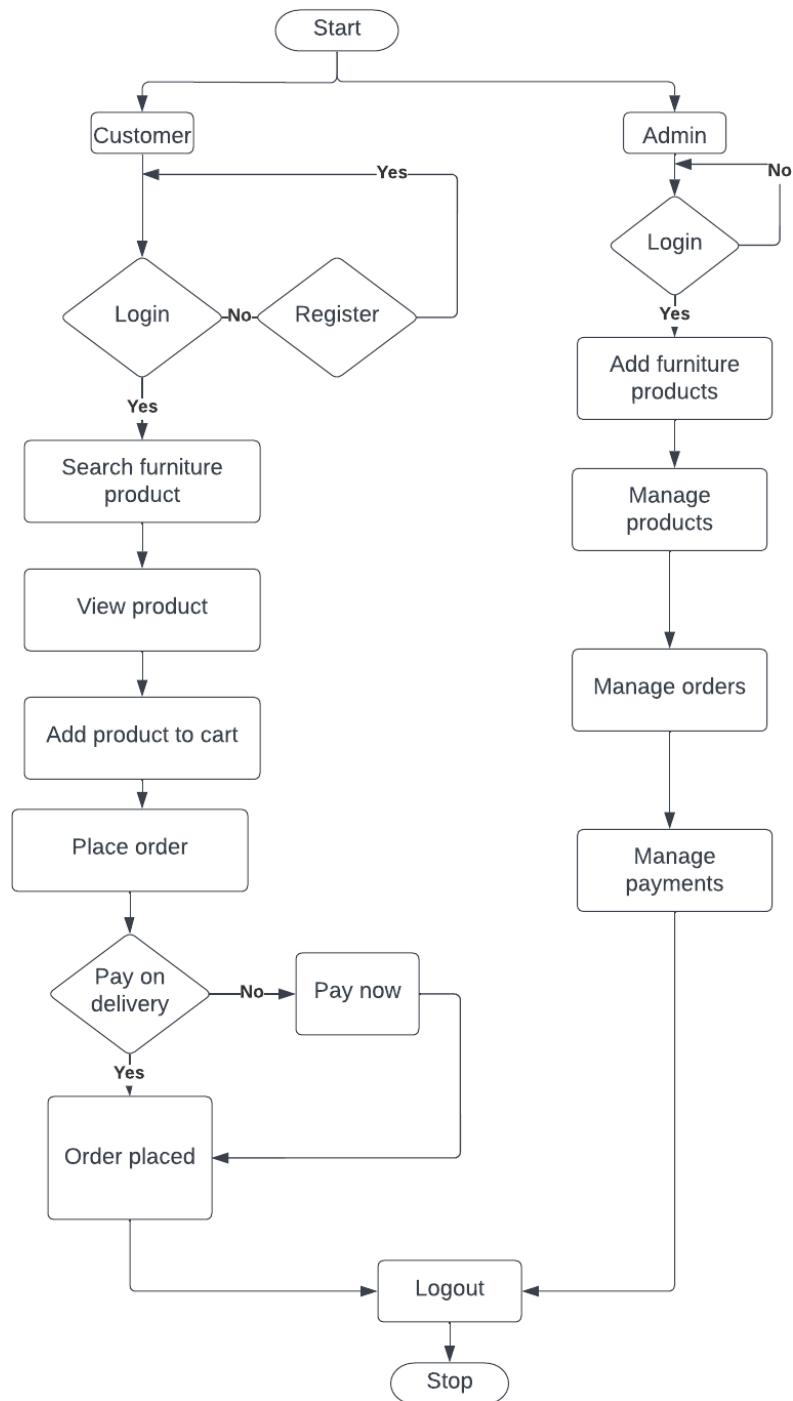 Start
Customer
Admin
Yes
No
Login
Login
No
Register
Yes
Yes
Add furniture
products
Search furniture
product
Manage
products
View product
Manage orders
Add product to cart
Place order
Manage
payments
Pay on
delivery
No
Pay now
Yes
Order placed
Logout
Stop